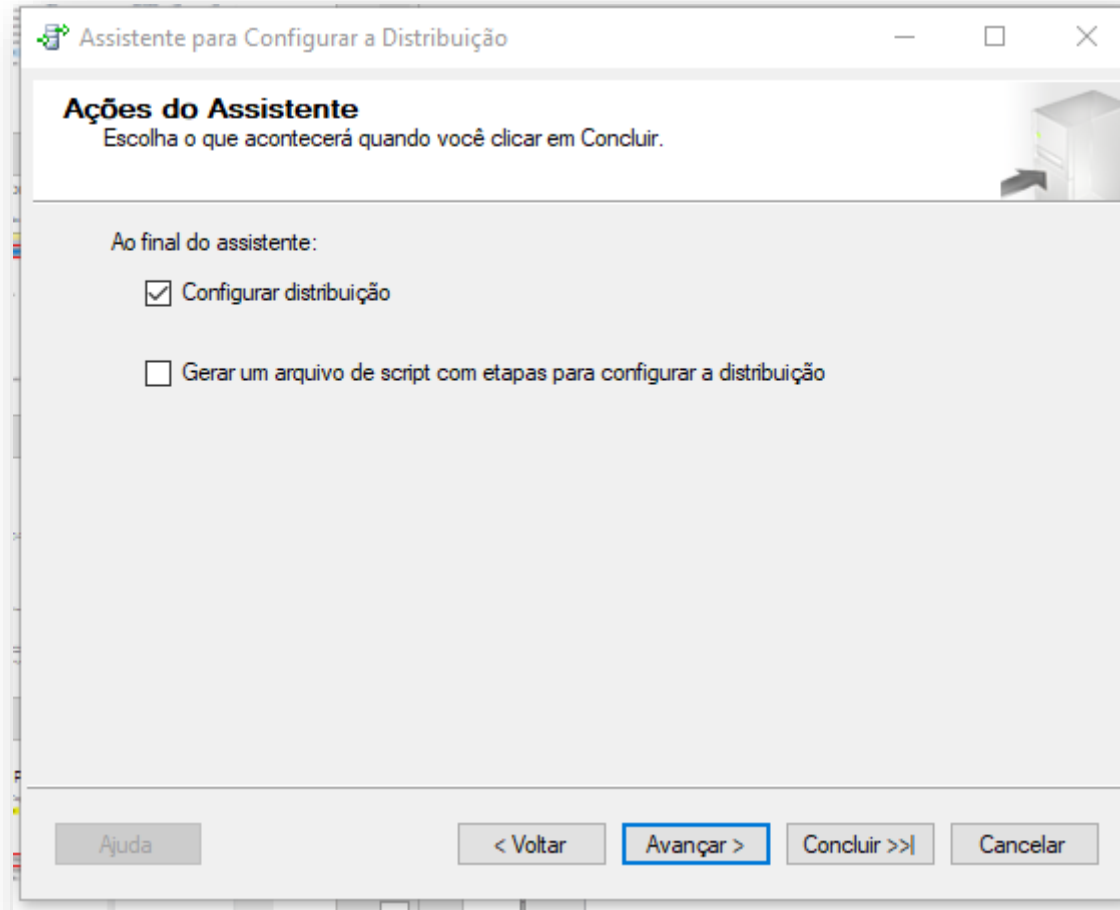 Assistente para Configurar a Distribuição
Ações do Assistente
Escolha o que acontecerá quando você clicar em Concluir.
Ao final do assistente:
Configurar distribuição
Gerar um arquivo de script com etapas para configurar a distribuição
Ajuda
< Voltar
Avançar >
Concluir >>|
Cancelar